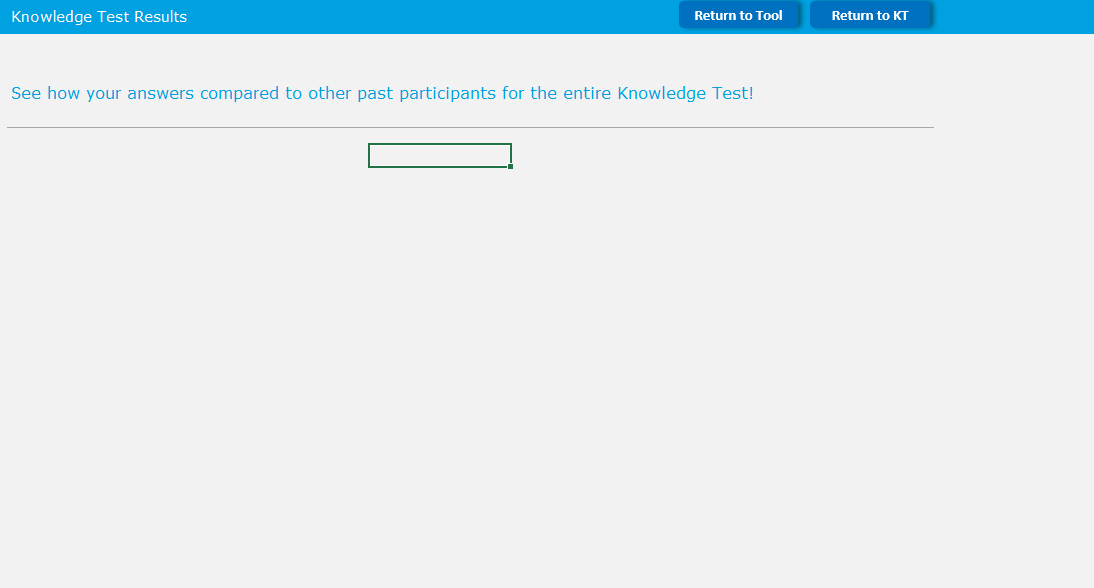 Knowledge Test Results
Return to Tool
Return to KT
See how your answers compared to other past participants for the entire Knowledge Test!